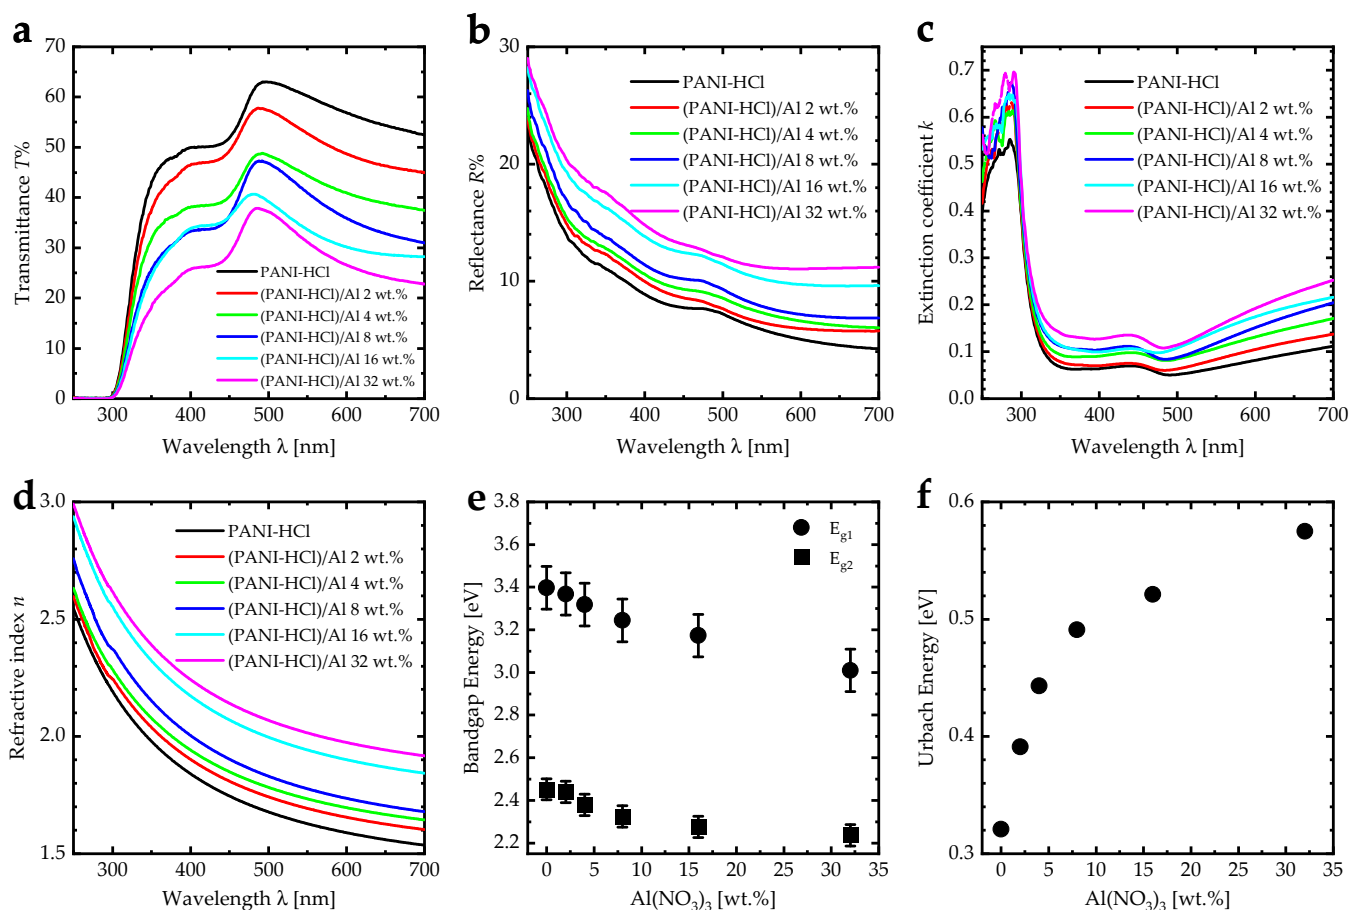 a
70
60
50
40
30
20
10
0
Transmittance T%
PANI-HCl
(PANI-HCl)/Al 2 wt.%
(PANI-HCl)/Al 4 wt.%
(PANI-HCl)/Al 8 wt.%
(PANI-HCl)/Al 16 wt.%
(PANI-HCl)/Al 32 wt.%
300 400 500 600 700
Wavelength λ [nm]
b
30
20
10
0
Reflectance R%
PANI-HCl
(PANI-HCl)/Al 2 wt.%
(PANI-HCl)/Al 4 wt.%
(PANI-HCl)/Al 8 wt.%
(PANI-HCl)/Al 16 wt.%
(PANI-HCl)/Al 32 wt.%
300 400 500 600 700
Wavelength λ [nm]
c
0.7
0.6
0.5
0.4
0.3
0.2
0.1
0.0
Extinction coefficient k
PANI-HCl
(PANI-HCl)/Al 2 wt.%
(PANI-HCl)/Al 4 wt.%
(PANI-HCl)/Al 8 wt.%
(PANI-HCl)/Al 16 wt.%
(PANI-HCl)/Al 32 wt.%
300 400 500 600 700
Wavelength λ [nm]
d
3.0
2.5
2.0
1.5
Refractive index n
PANI-HCl
(PANI-HCl)/Al 2 wt.%
(PANI-HCl)/Al 4 wt.%
(PANI-HCl)/Al 8 wt.%
(PANI-HCl)/Al 16 wt.%
(PANI-HCl)/Al 32 wt.%
300 400 500 600 700
Wavelength λ [nm]
e
3.8
3.6
3.4
3.2
3.0
2.6
2.4
2.2
Bandgap Energy [eV]
Eg1
Eg2
0 5 10 15 20 25 30 35
Al(NO3)3 [wt.%]
f
0.6
0.5
0.4
0.3
Urbach Energy [eV]
0 5 10 15 20 25 30 35
Al(NO3)3 [wt.%]